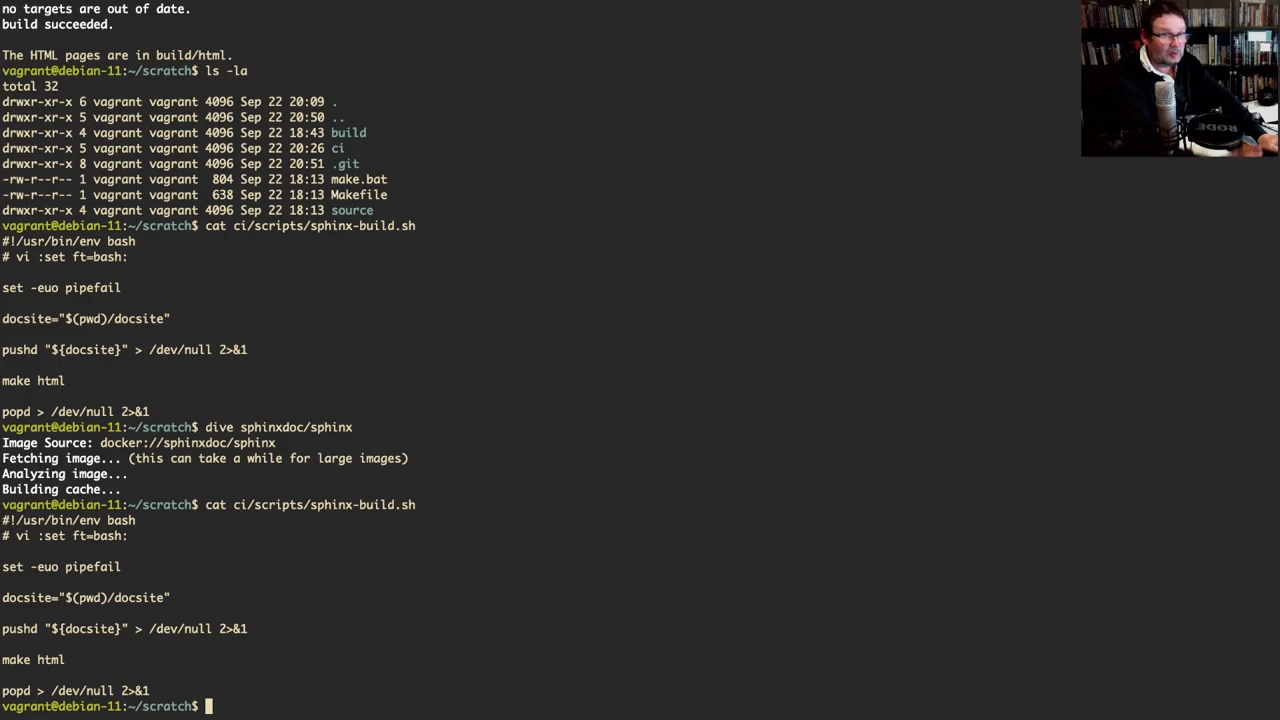 no targets are out of date.
build succeeded.
The HTML pages are in build/html.
vagrant@debian-11:~/scratch$ ls -la
total 32
drwxr-xr-x 6 vagrant vagrant 4096 Sep 22 20:09 .
drwxr-xr-x 5 vagrant vagrant 4096 Sep 22 20:50 ..
drwxr-xr-x 4 vagrant vagrant 4096 Sep 22 18:43 build
drwxr-xr-x 5 vagrant vagrant 4096 Sep 22 20:26 ci
drwxr-xr-x 8 vagrant vagrant 4096 Sep 22 20:51 .git
-rw-r--r-- 1 vagrant vagrant  804 Sep 22 18:13 make.bat
-rw-r--r-- 1 vagrant vagrant  638 Sep 22 18:13 Makefile
drwxr-xr-x 4 vagrant vagrant 4096 Sep 22 18:13 source
vagrant@debian-11:~/scratch$ cat ci/scripts/sphinx-build.sh
#!/usr/bin/env bash
# vi :set ft=bash:
set -euo pipefail
docsite="$(pwd)/docsite"
pushd "${docsite}" > /dev/null 2>&1
make html
popd > /dev/null 2>&1
vagrant@debian-11:~/scratch$ dive sphinxdoc/sphinx
Image Source: docker://sphinxdoc/sphinx
Fetching image... (this can take a while for large images)
Analyzing image...
Building cache...
vagrant@debian-11:~/scratch$ cat ci/scripts/sphinx-build.sh
#!/usr/bin/env bash
# vi :set ft=bash:
set -euo pipefail
docsite="$(pwd)/docsite"
pushd "${docsite}" > /dev/null 2>&1
make html
popd > /dev/null 2>&1
vagrant@debian-11:~/scratch$
RODE